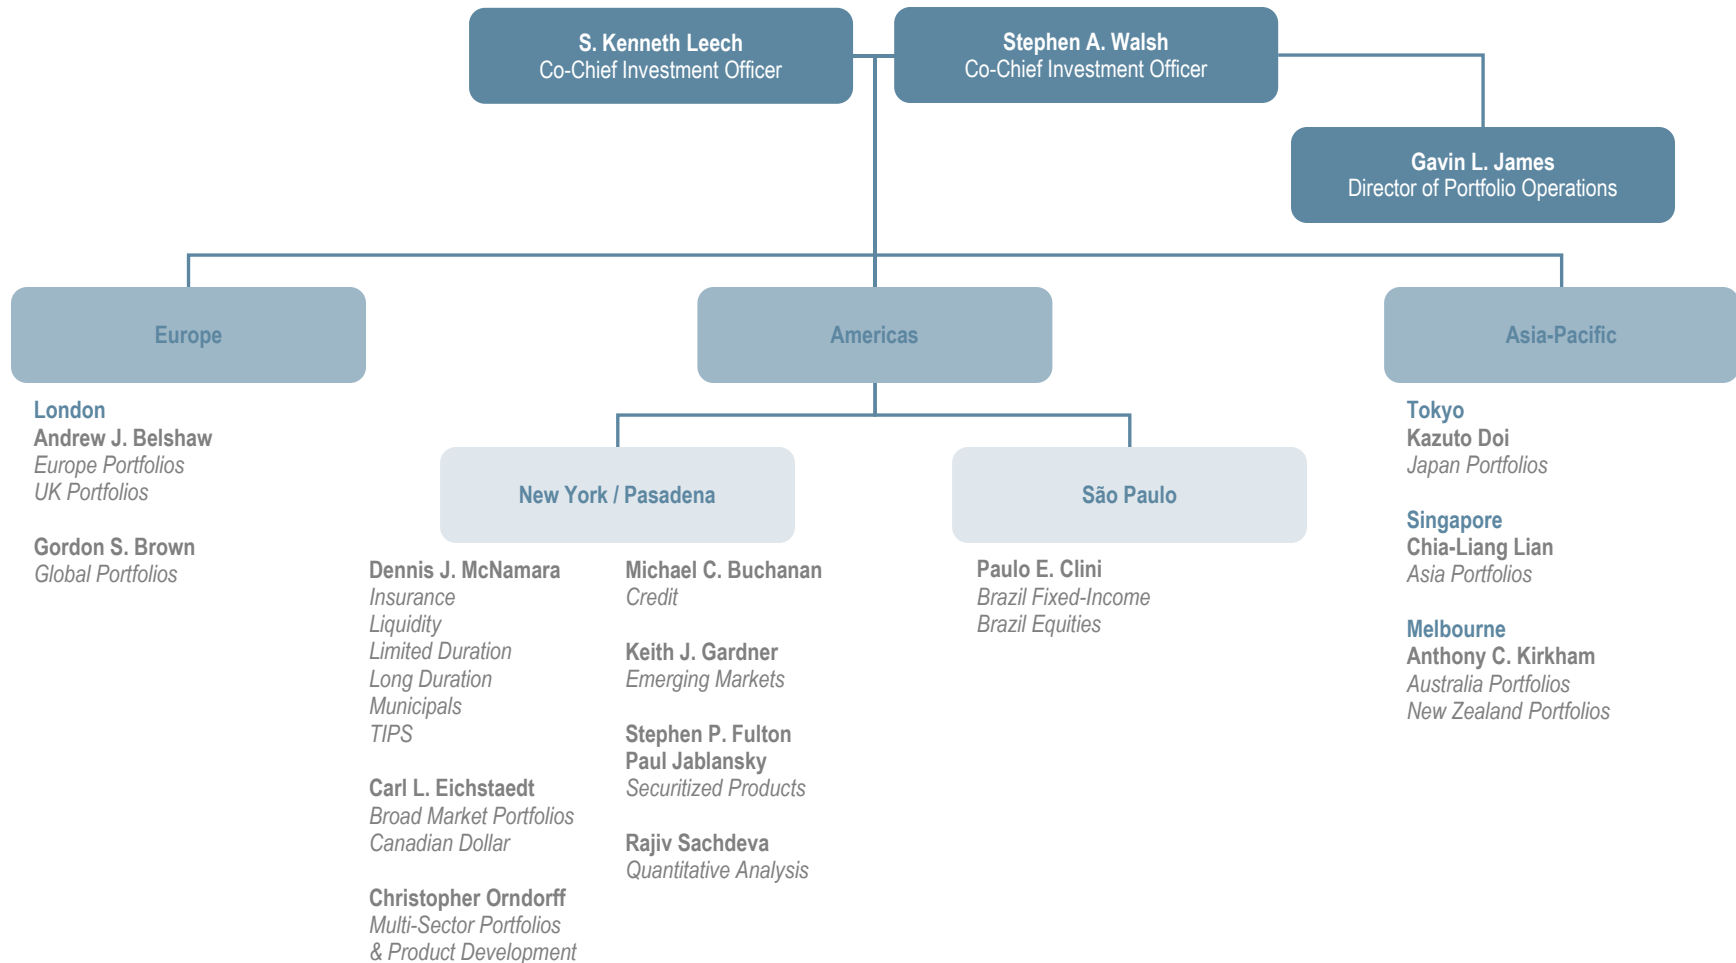 S. Kenneth Leech
Co-Chief Investment Officer
Stephen A. Walsh
Co-Chief Investment Officer
Gavin L. James
Director of Portfolio Operations
Europe
Americas
Asia-Pacific
London
Andrew J. Belshaw
Europe Portfolios
UK Portfolios
Gordon S. Brown
Global Portfolios
New York / Pasadena
Dennis J. McNamara
Insurance
Liquidity
Limited Duration
Long Duration
Municipals
TIPS
Carl L. Eichstaedt
Broad Market Portfolios
Canadian Dollar
Christopher Orndorff
Multi-Sector Portfolios
& Product Development
Michael C. Buchanan
Credit
Keith J. Gardner
Emerging Markets
Stephen P. Fulton
Paul Jablansky
Securitized Products
Rajiv Sachdeva
Quantitative Analysis
São Paulo
Paulo E. Clini
Brazil Fixed-Income
Brazil Equities
Tokyo
Kazuto Doi
Japan Portfolios
Singapore
Chia-Liang Lian
Asia Portfolios
Melbourne
Anthony C. Kirkham
Australia Portfolios
New Zealand Portfolios